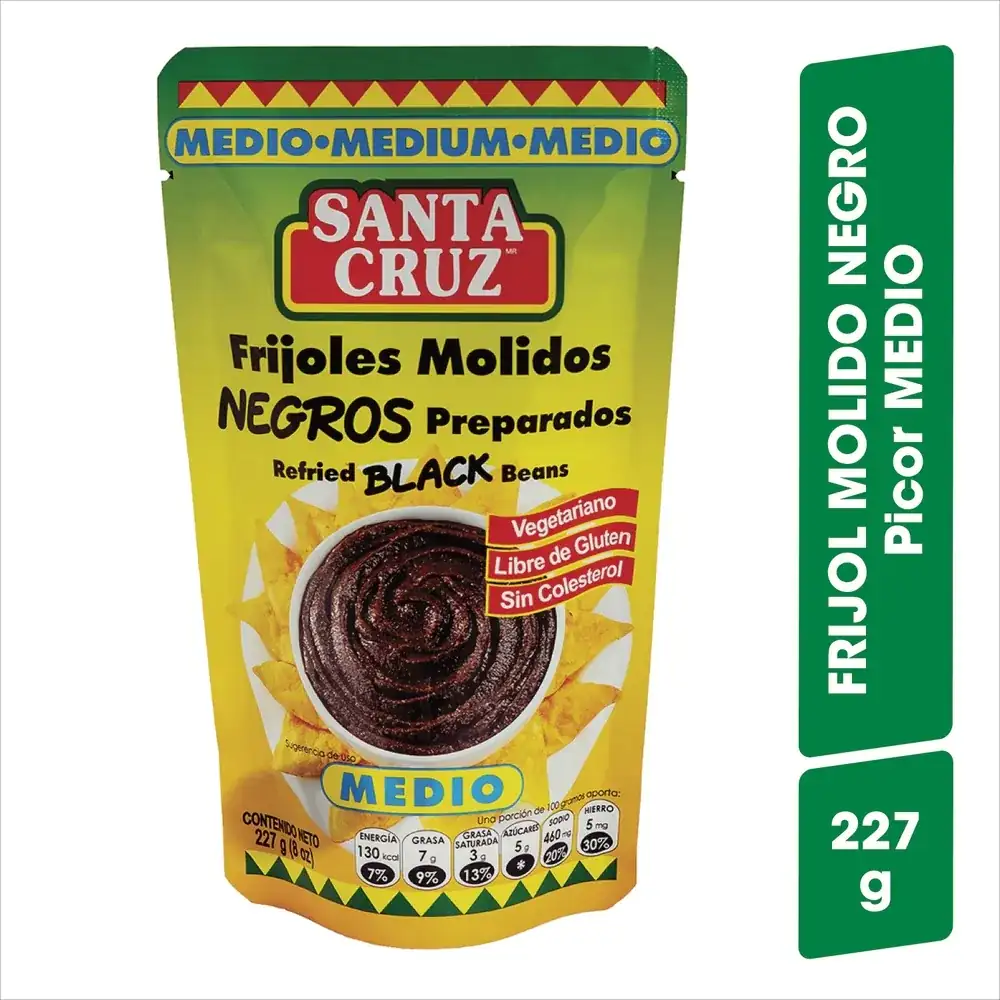 MEDIO•MEDIUM•MEDIO
SANTA
CRUZ MR
Frijoles Molidos
NEGROS Preparados
Refried BLACK Beans
Vegetariano
Libre de Gluten
Sin Colesterol
Sugerencia de uso
MEDIO
CONTENIDO NETO
227 g (8 oz)
Una porción de 100 gramos aporta:
ENERGÍA
130 kcal
7%
GRASA
7 g
9%
GRASA
SATURADA
3 g
13%
AZÚCARES
5 g
*
SODIO
460 mg
20%
HIERRO
5 mg
30%
FRIJOL MOLIDO NEGRO
Picor MEDIO
227
g